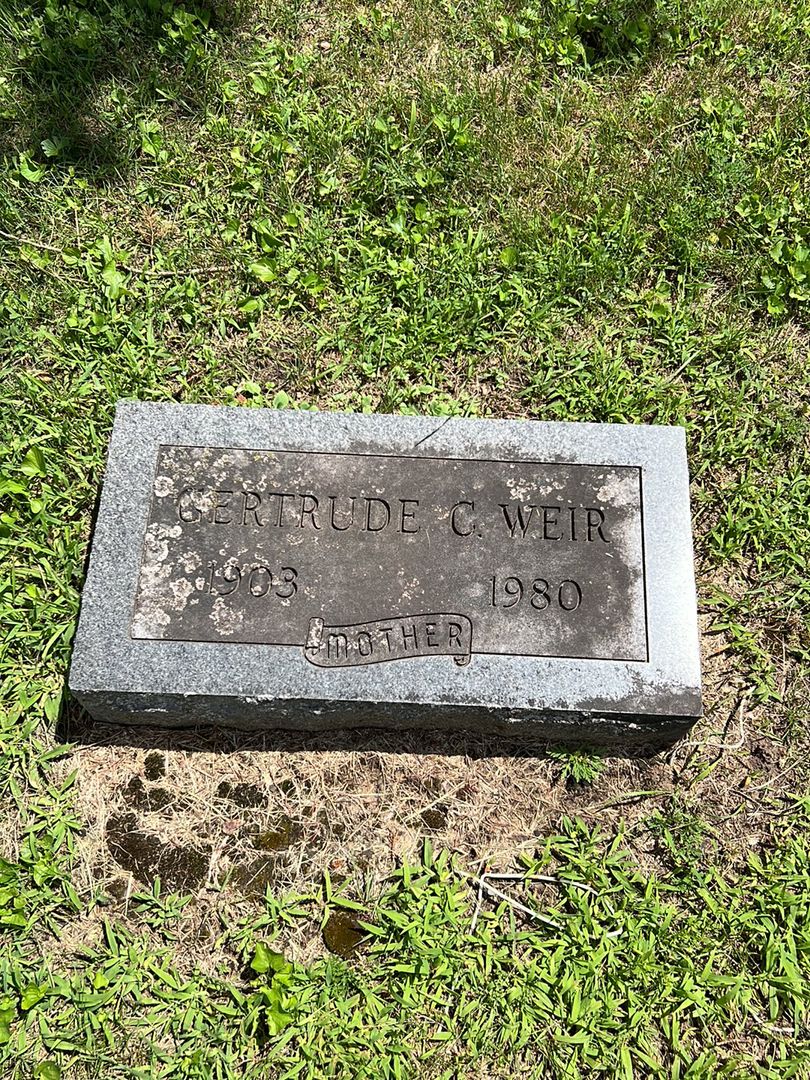 GERTRUDE C. WEIR
1903 1980
MOTHER